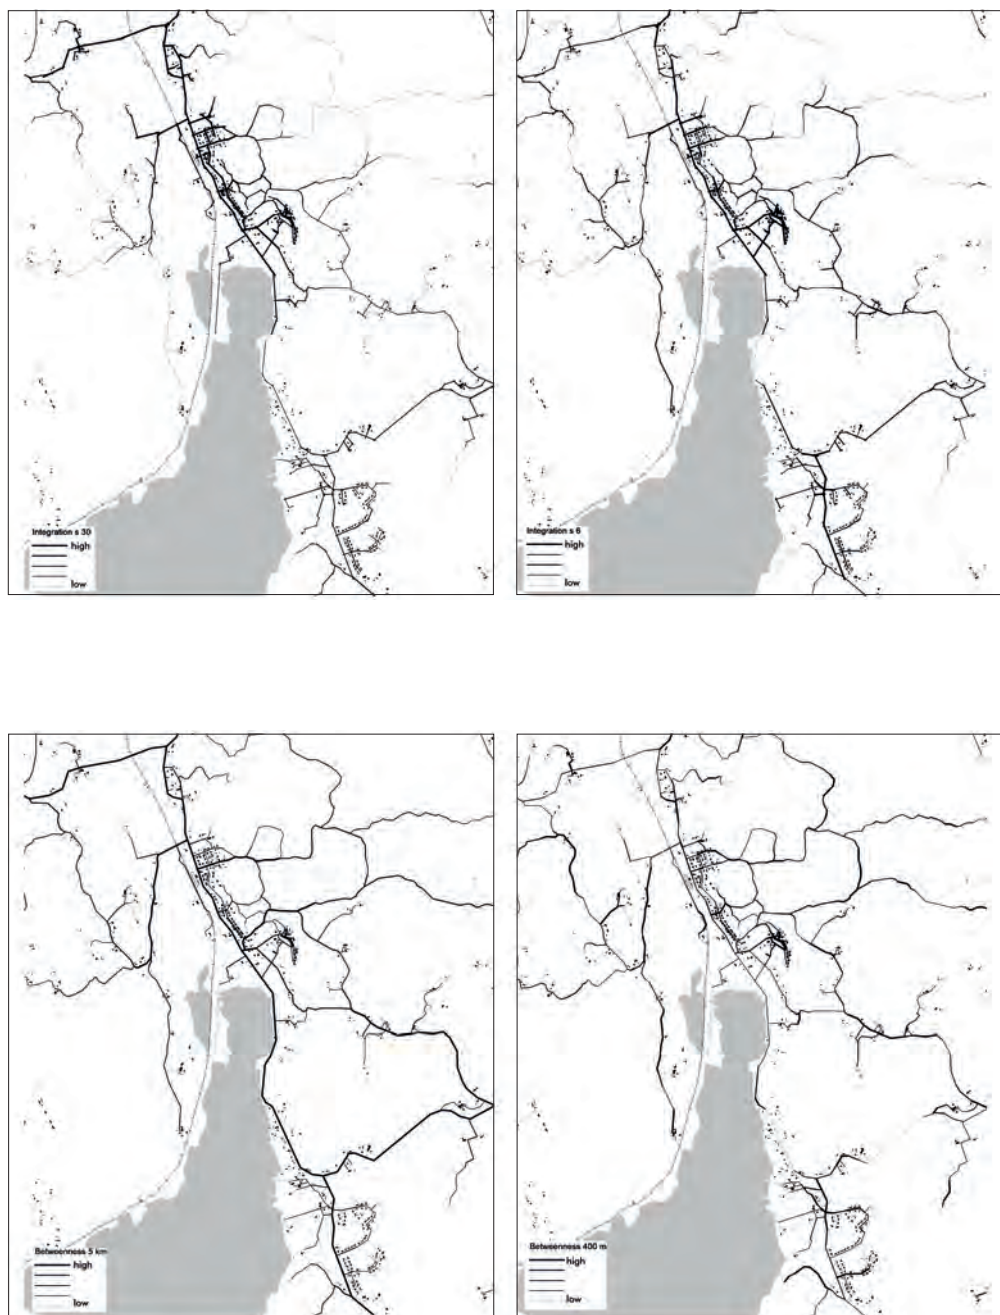 Integration s 30
high
low
Integration s 6
high
low
Betweenness 5 km
high
low
Betweenness 400 m
high
low